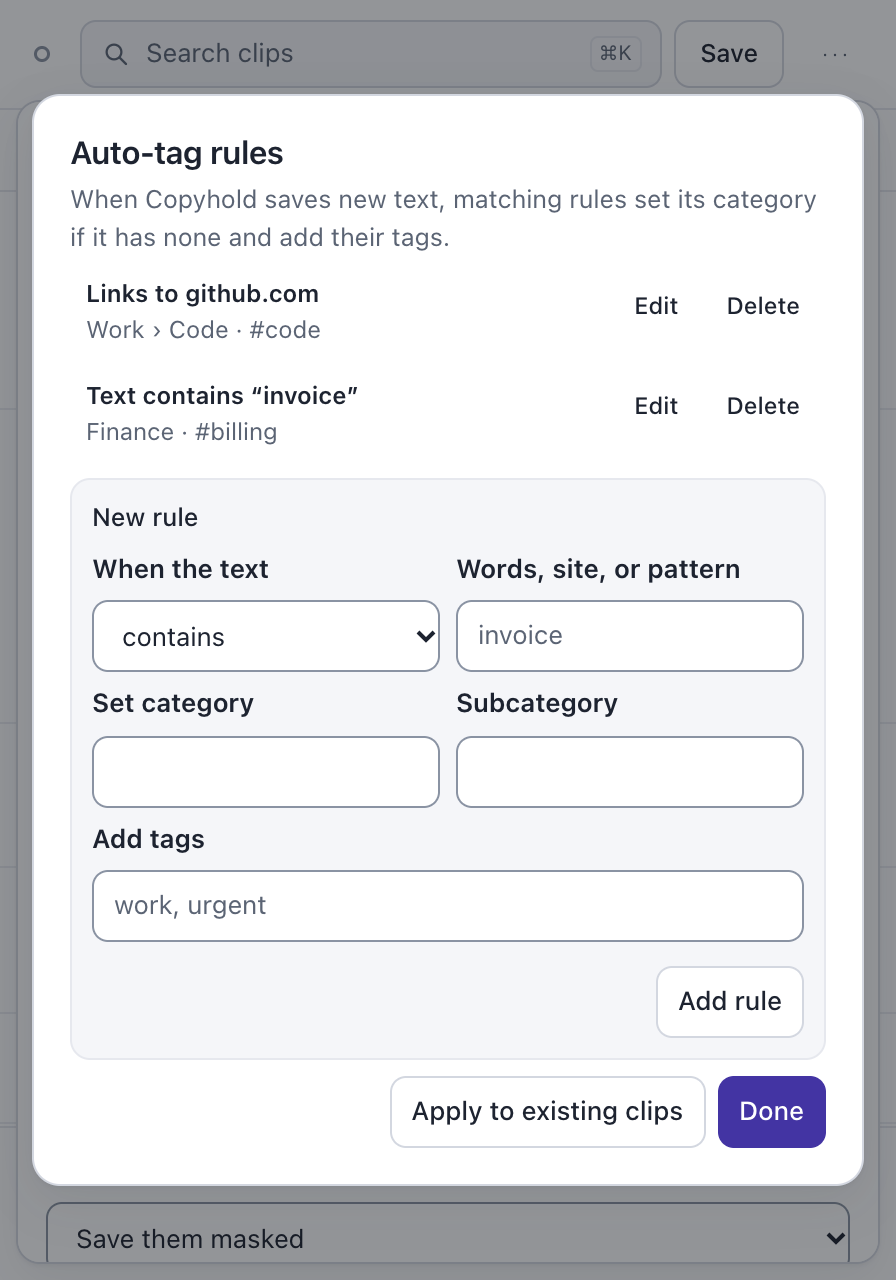 Search clips ⌘K Save ···
Auto-tag rules
When Copyhold saves new text, matching rules set its category
if it has none and add their tags.
Links to github.com
Work › Code · #code
Edit Delete
Text contains “invoice”
Finance · #billing
Edit Delete
New rule
When the text Words, site, or pattern
contains invoice
Set category Subcategory
Add tags
work, urgent
Add rule
Apply to existing clips Done
Save them masked